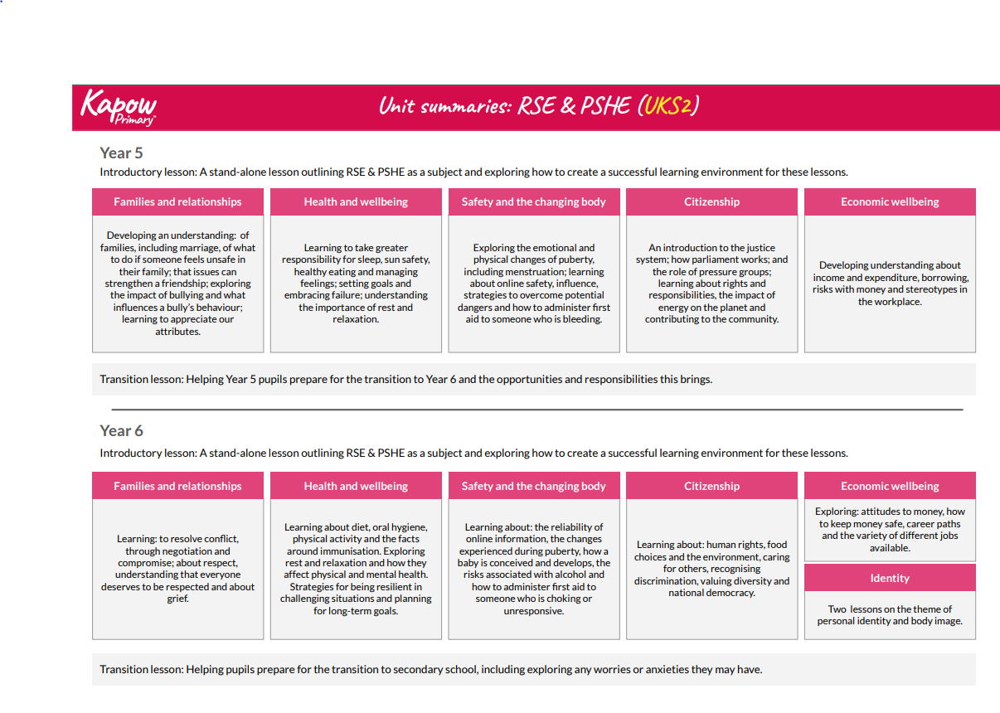 Kapow
Primary™
Unit summaries: RSE & PSHE (UKS2)
Year 5
Introductory lesson: A stand-alone lesson outlining RSE & PSHE as a subject and exploring how to create a successful learning environment for these lessons.
Families and relationships
Developing an understanding: of
families, including marriage, of what
to do if someone feels unsafe in
their family; that issues can
strengthen a friendship; exploring
the impact of bullying and what
influences a bully's behaviour;
learning to appreciate our
attributes.
Health and wellbeing
Learning to take greater
responsibility for sleep, sun safety,
healthy eating and managing
feelings; setting goals and
embracing failure; understanding
the importance of rest and
relaxation.
Safety and the changing body
Exploring the emotional and
physical changes of puberty,
including menstruation; learning
about online safety, influence,
strategies to overcome potential
dangers and how to administer first
aid to someone who is bleeding.
Citizenship
An introduction to the justice
system; how parliament works; and
the role of pressure groups;
learning about rights and
responsibilities, the impact of
energy on the planet and
contributing to the community.
Economic wellbeing
Developing understanding about
income and expenditure, borrowing,
risks with money and stereotypes in
the workplace.
Transition lesson: Helping Year 5 pupils prepare for the transition to Year 6 and the opportunities and responsibilities this brings.
Year 6
Introductory lesson: A stand-alone lesson outlining RSE & PSHE as a subject and exploring how to create a successful learning environment for these lessons.
Families and relationships
Learning: to resolve conflict,
through negotiation and
compromise; about respect,
understanding that everyone
deserves to be respected and about
grief.
Health and wellbeing
Learning about diet, oral hygiene,
physical activity and the facts
around immunisation. Exploring
rest and relaxation and how they
affect physical and mental health.
Strategies for being resilient in
challenging situations and planning
for long-term goals.
Safety and the changing body
Learning about: the reliability of
online information, the changes
experienced during puberty, how a
baby is conceived and develops, the
risks associated with alcohol and
how to administer first aid to
someone who is choking or
unresponsive.
Citizenship
Learning about: human rights, food
choices and the environment, caring
for others, recognising
discrimination, valuing diversity and
national democracy.
Economic wellbeing
Exploring: attitudes to money, how
to keep money safe, career paths
and the variety of different jobs
available.
Identity
Two lessons on the theme of
personal identity and body image.
Transition lesson: Helping pupils prepare for the transition to secondary school, including exploring any worries or anxieties they may have.